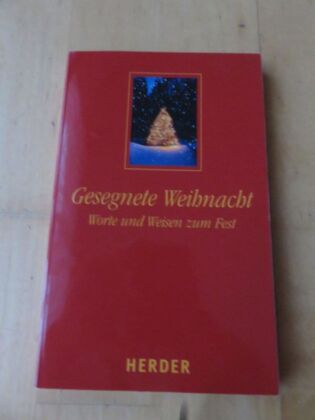 Gesegnete Weihnacht
Worte und Weisen zum Fest
HERDER